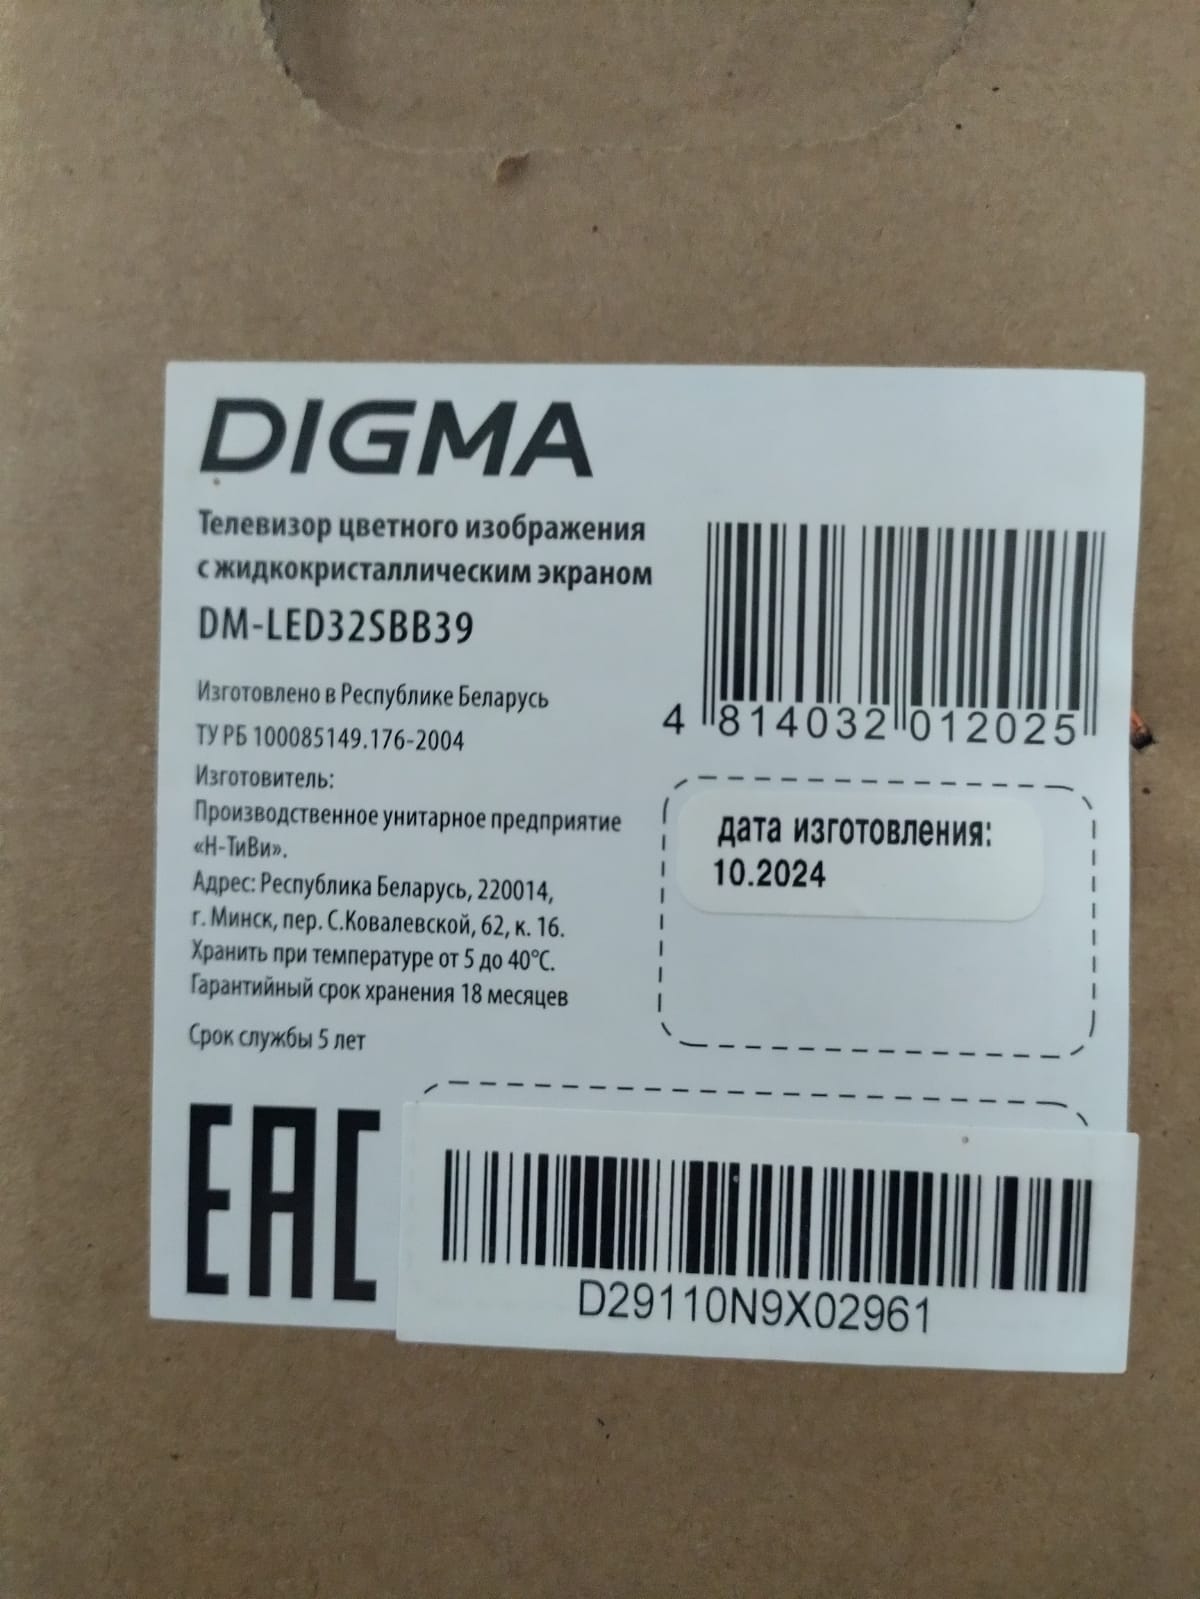 DIGMA
Телевизор цветного изображения
с жидкокристаллическим экраном
DM-LED32SBB39
Изготовлено в Республике Беларусь
ТУ РБ 100085149.176-2004
Изготовитель:
Производственное унитарное предприятие
«Н-ТиВи».
Адрес: Республика Беларусь, 220014,
г. Минск, пер. С.Ковалевской, 62, к. 16.
Хранить при температуре от 5 до 40°С.
Гарантийный срок хранения 18 месяцев
Срок службы 5 лет
EAC
4 814032 012025
дата изготовления:
10.2024
D29110N9X02961